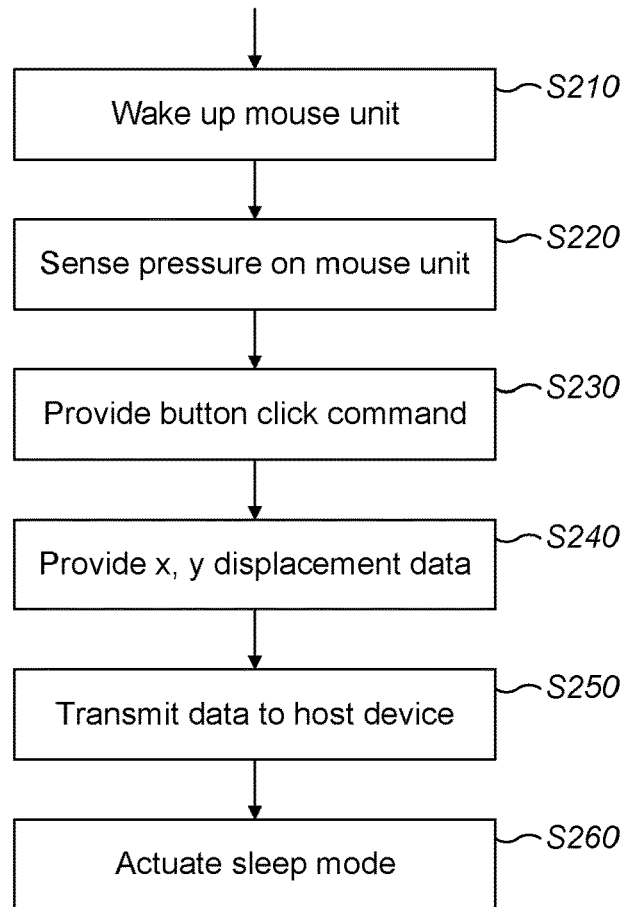 Wake up mouse unit
S210
Sense pressure on mouse unit
S220
Provide button click command
S230
Provide x, y displacement data
S240
Transmit data to host device
S250
Actuate sleep mode
S260